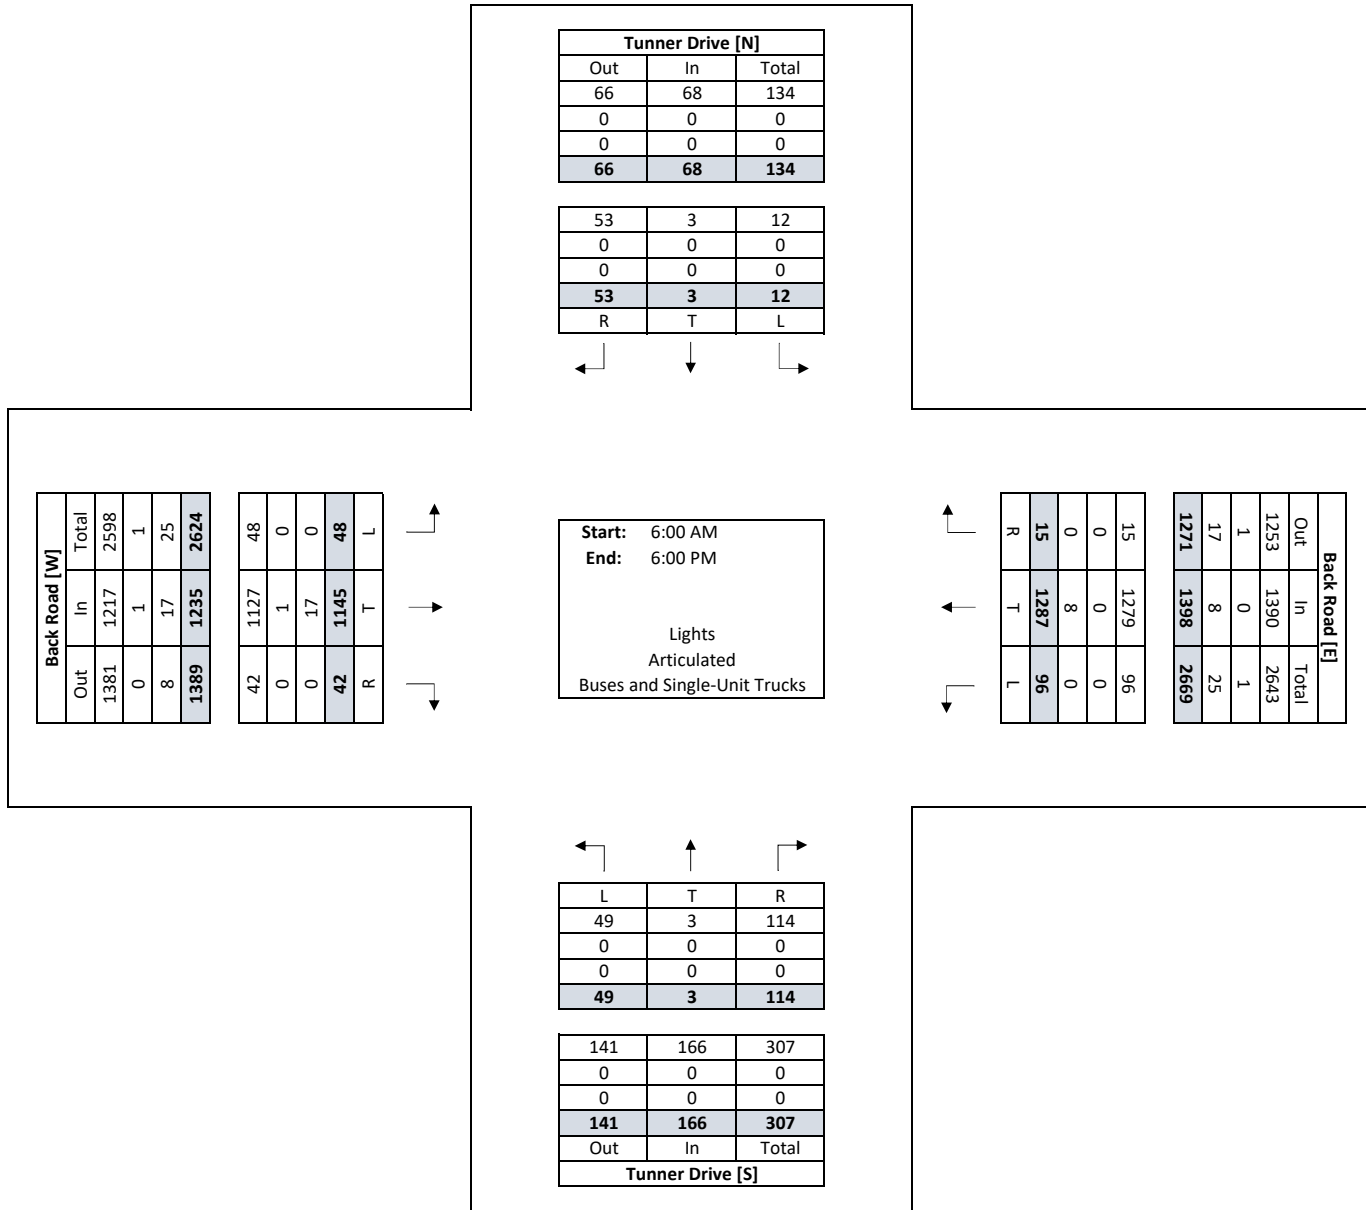 Tunner Drive [N]
Out In Total
66 68 134
0 0 0
0 0 0
66 68 134
53 3 12
0 0 0
0 0 0
53 3 12
R T L
Back Road [W]
Out In Total
1381 1217 2598
0 1 1
8 17 25
1389 1235 2624
42 1127 48
0 1 0
0 17 0
42 1145 48
R T L
Start: 6:00 AM
End: 6:00 PM
Lights
Articulated
Buses and Single-Unit Trucks
Back Road [E]
Out In Total
1253 1390 2643
1 0 1
17 8 25
1271 1398 2669
15 1279 96
0 0 0
0 8 0
15 1287 96
R T L
L T R
49 3 114
0 0 0
0 0 0
49 3 114
141 166 307
0 0 0
0 0 0
141 166 307
Out In Total
Tunner Drive [S]